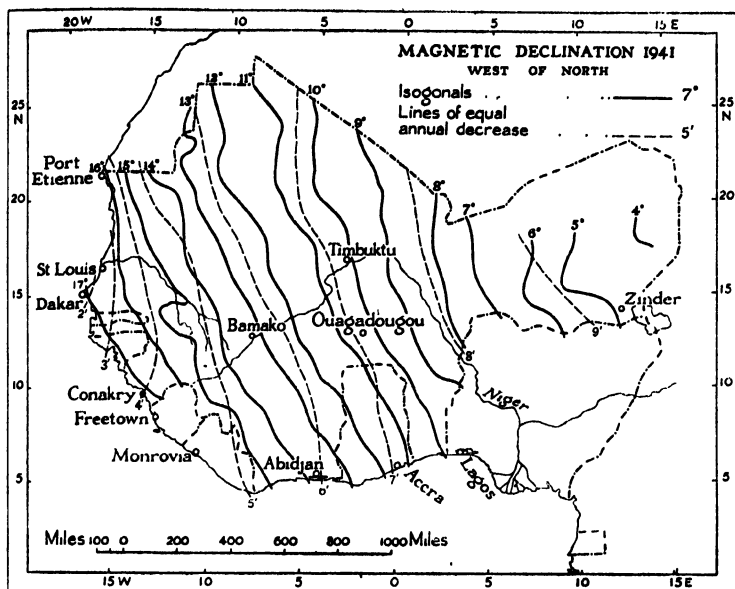 20 W 15 10 5 0 5 10 15 E
MAGNETIC DECLINATION 1941
WEST OF NORTH
Isogonals 7°
Lines of equal
annual decrease 5'
25
N
20
15
10
5
25
N
20
15
10
5
16° 15° 14° 13° 12° 11° 10° 9° 8° 7° 6° 5° 4°
Port
Etienne
St Louis
17°
Dakar
2'
3'
Timbuktu
Bamako
Ouagadougou
Zinder
9'
8'
Conakry
4'
Freetown
Monrovia
Niger
Abidjan
Accra
Lagos
5'
6'
7'
Miles 100 0 200 400 600 800 1000 Miles
15 W 10 5 0 5 10 15 E